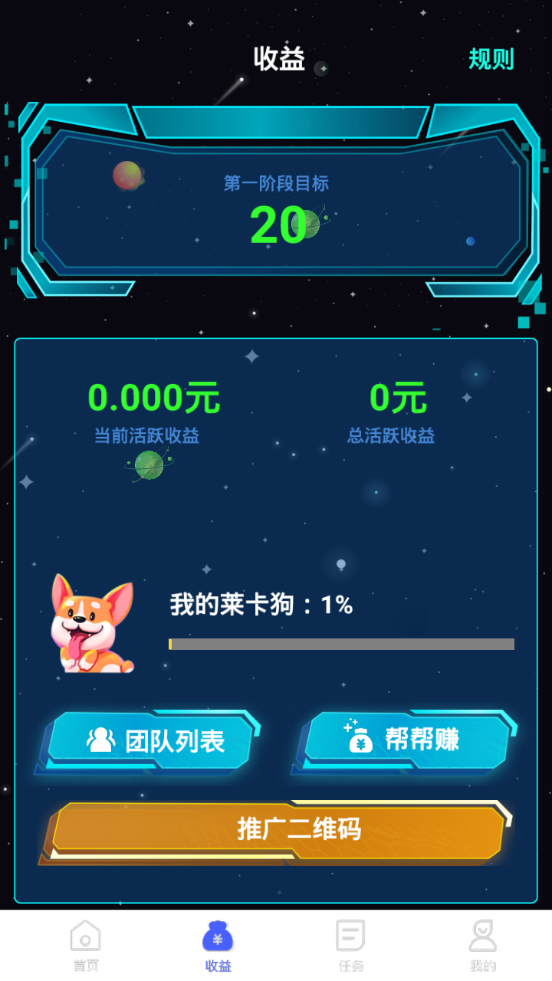 收益
规则
第一阶段目标
20
0.000元
0元
当前活跃收益
总活跃收益
我的莱卡狗：1%
团队列表
帮帮赚
推广二维码
首页
收益
任务
我的